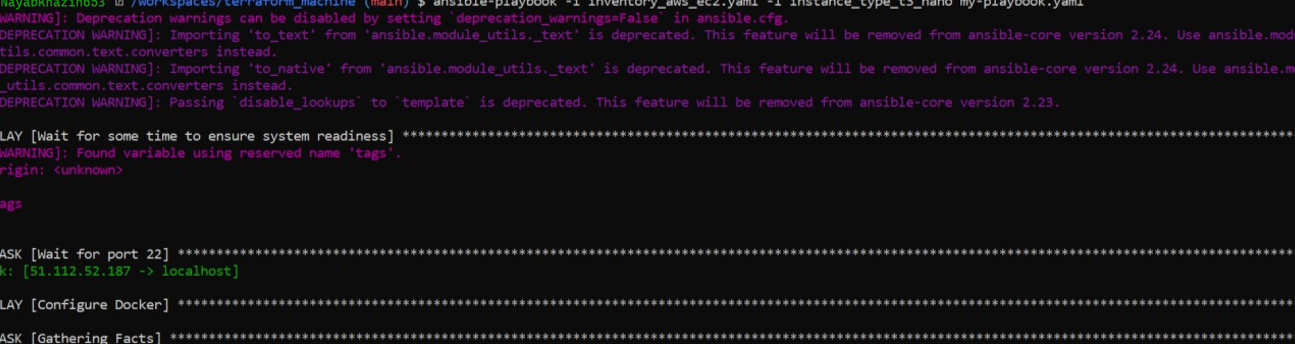 NayabKhazin653 /workspaces/terraform_machine (main) $ ansible-playbook -i inventory_aws_ec2.yaml -i instance_type_t3_nano my-playbook.yaml
WARNING]: Deprecation warnings can be disabled by setting `deprecation_warnings=False` in ansible.cfg.
DEPRECATION WARNING]: Importing 'to_text' from 'ansible.module_utils._text' is deprecated. This feature will be removed from ansible-core version 2.24. Use ansible.mod
tils.common.text.converters instead.
DEPRECATION WARNING]: Importing 'to_native' from 'ansible.module_utils._text' is deprecated. This feature will be removed from ansible-core version 2.24. Use ansible.m
_utils.common.text.converters instead.
DEPRECATION WARNING]: Passing `disable_lookups` to `template` is deprecated. This feature will be removed from ansible-core version 2.23.
LAY [Wait for some time to ensure system readiness] ****************************************************************************************************************
WARNING]: Found variable using reserved name 'tags'.
rigin: <unknown>
ags
ASK [Wait for port 22] *********************************************************************************************************************************************
k: [51.112.52.187 -> localhost]
LAY [Configure Docker] *********************************************************************************************************************************************
ASK [Gathering Facts] **********************************************************************************************************************************************